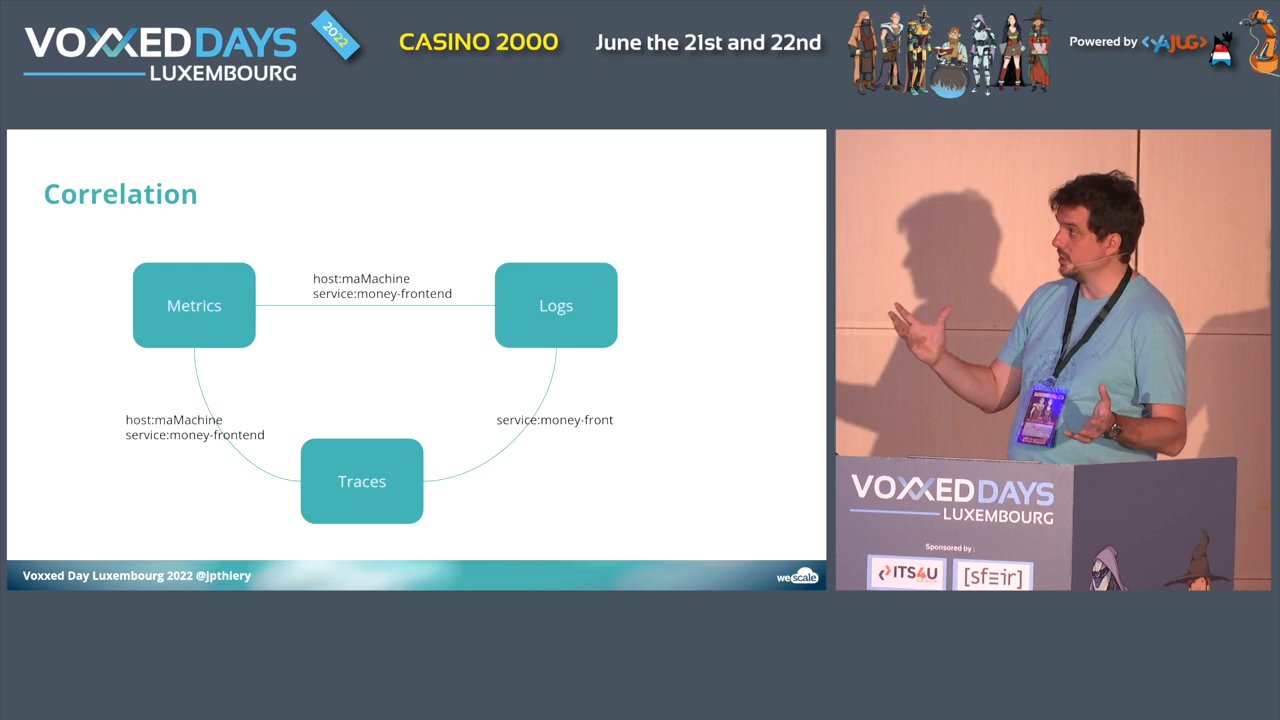 VOXXED DAYS
LUXEMBOURG
2022
CASINO 2000
June the 21st and 22nd
Powered by <YAJUG>
Correlation
host:maMachine
service:money-frontend
Metrics
Logs
host:maMachine
service:money-frontend
service:money-front
Traces
Voxxed Day Luxembourg 2022 @jpthiery
wescale
VOXXED DAYS
LUXEMBOURG
Sponsored by :
ITS4U
[sfeir]